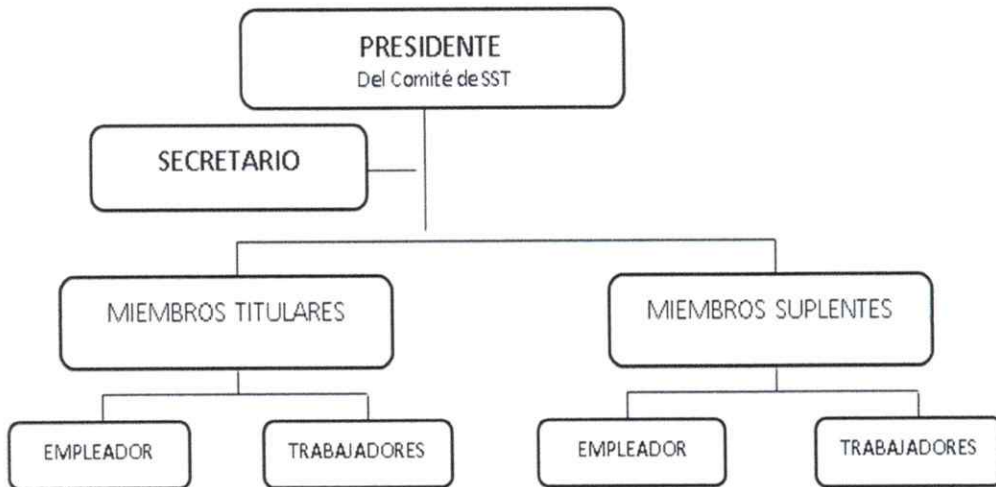 PRESIDENTE
Del Comité de SST
SECRETARIO
MIEMBROS TITULARES
MIEMBROS SUPLENTES
EMPLEADOR
TRABAJADORES
EMPLEADOR
TRABAJADORES